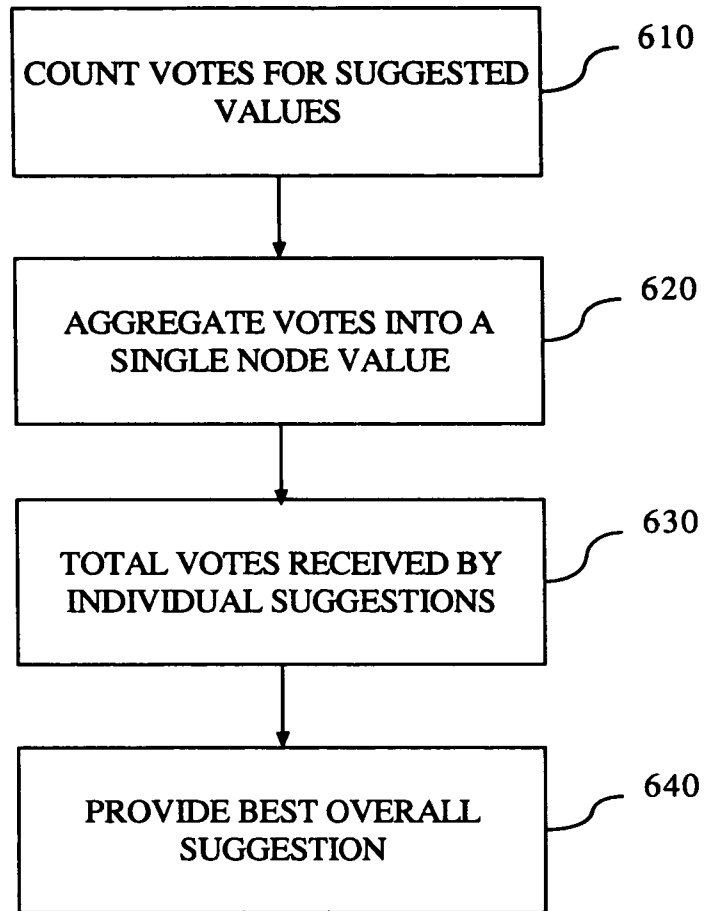 610
COUNT VOTES FOR SUGGESTED
VALUES
620
AGGREGATE VOTES INTO A
SINGLE NODE VALUE
630
TOTAL VOTES RECEIVED BY
INDIVIDUAL SUGGESTIONS
640
PROVIDE BEST OVERALL
SUGGESTION